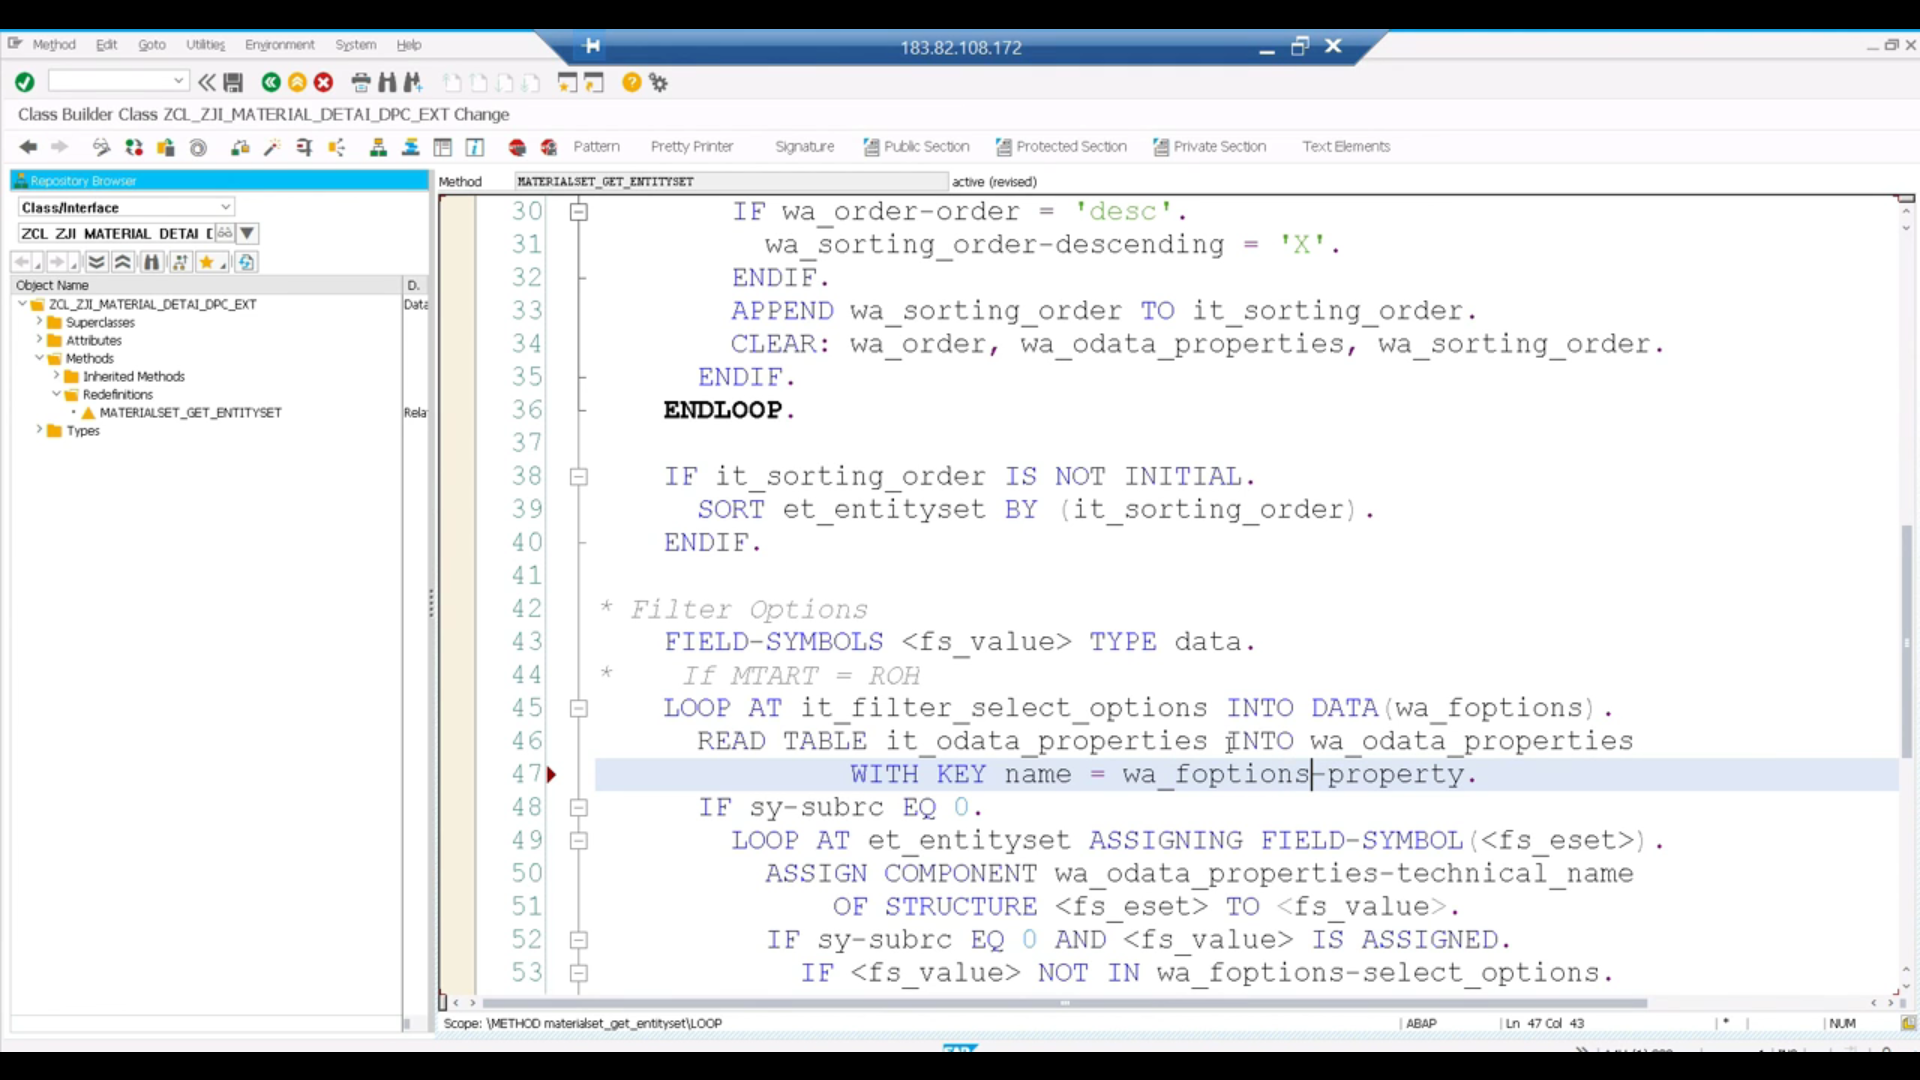 183.82.108.172
Method Edit Goto Utilities Environment System Help
Class Builder Class ZCL_ZJI_MATERIAL_DETAI_DPC_EXT Change
Pattern Pretty Printer Signature Public Section Protected Section Private Section Text Elements
Repository Browser
Class/Interface
ZCL_ZJI_MATERIAL_DETAI_D
Object Name D.
ZCL_ZJI_MATERIAL_DETAI_DPC_EXT Data
Superclasses
Attributes
Methods
Inherited Methods
Redefinitions
MATERIALSET_GET_ENTITYSET Rela
Types
Method MATERIALSET_GET_ENTITYSET active (revised)
30 IF wa_order-order = 'desc'.
31 wa_sorting_order-descending = 'X'.
32 ENDIF.
33 APPEND wa_sorting_order TO it_sorting_order.
34 CLEAR: wa_order, wa_odata_properties, wa_sorting_order.
35 ENDIF.
36 ENDLOOP.
37
38 IF it_sorting_order IS NOT INITIAL.
39 SORT et_entityset BY (it_sorting_order).
40 ENDIF.
41
42 * Filter Options
43 FIELD-SYMBOLS <fs_value> TYPE data.
44 * If MTART = ROH
45 LOOP AT it_filter_select_options INTO DATA(wa_foptions).
46 READ TABLE it_odata_properties INTO wa_odata_properties
47 WITH KEY name = wa_foptions-property.
48 IF sy-subrc EQ 0.
49 LOOP AT et_entityset ASSIGNING FIELD-SYMBOL(<fs_eset>).
50 ASSIGN COMPONENT wa_odata_properties-technical_name
51 OF STRUCTURE <fs_eset> TO <fs_value>.
52 IF sy-subrc EQ 0 AND <fs_value> IS ASSIGNED.
53 IF <fs_value> NOT IN wa_foptions-select_options.
Scope: \METHOD materialset_get_entityset\LOOP ABAP Ln 47 Col 43 * NUM